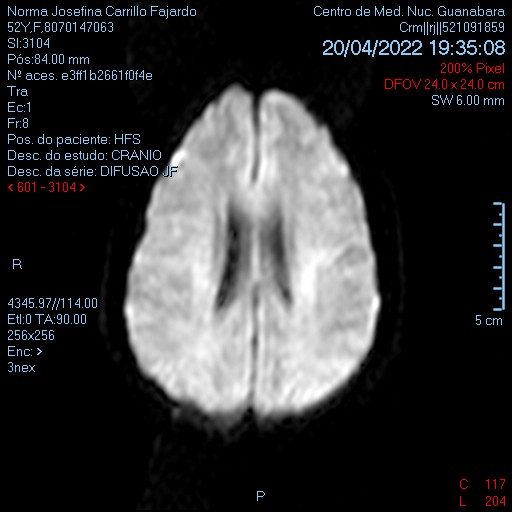 Norma Josefina Carrillo Fajardo
52Y,F,8070147063
Sl:3104
Pós:84.00 mm
Nº aces. e3ff1b2661f0f4e
Tra
Ec:1
Fr:8
Pos. do paciente: HFS
Desc. do estudo: CRANIO
Desc. da série: DIFUSAO JF
< 601 - 3104 >
Centro de Med. Nuc. Guanabara
Crm||rj||521091859
20/04/2022 19:35:08
200% Pixel
DFOV 24.0 x 24.0 cm
SW 6.00 mm
R
5 cm
4345.97//114.00
Etl:0 TA:90.00
256x256
Enc: >
3nex
P
C 117
L 204